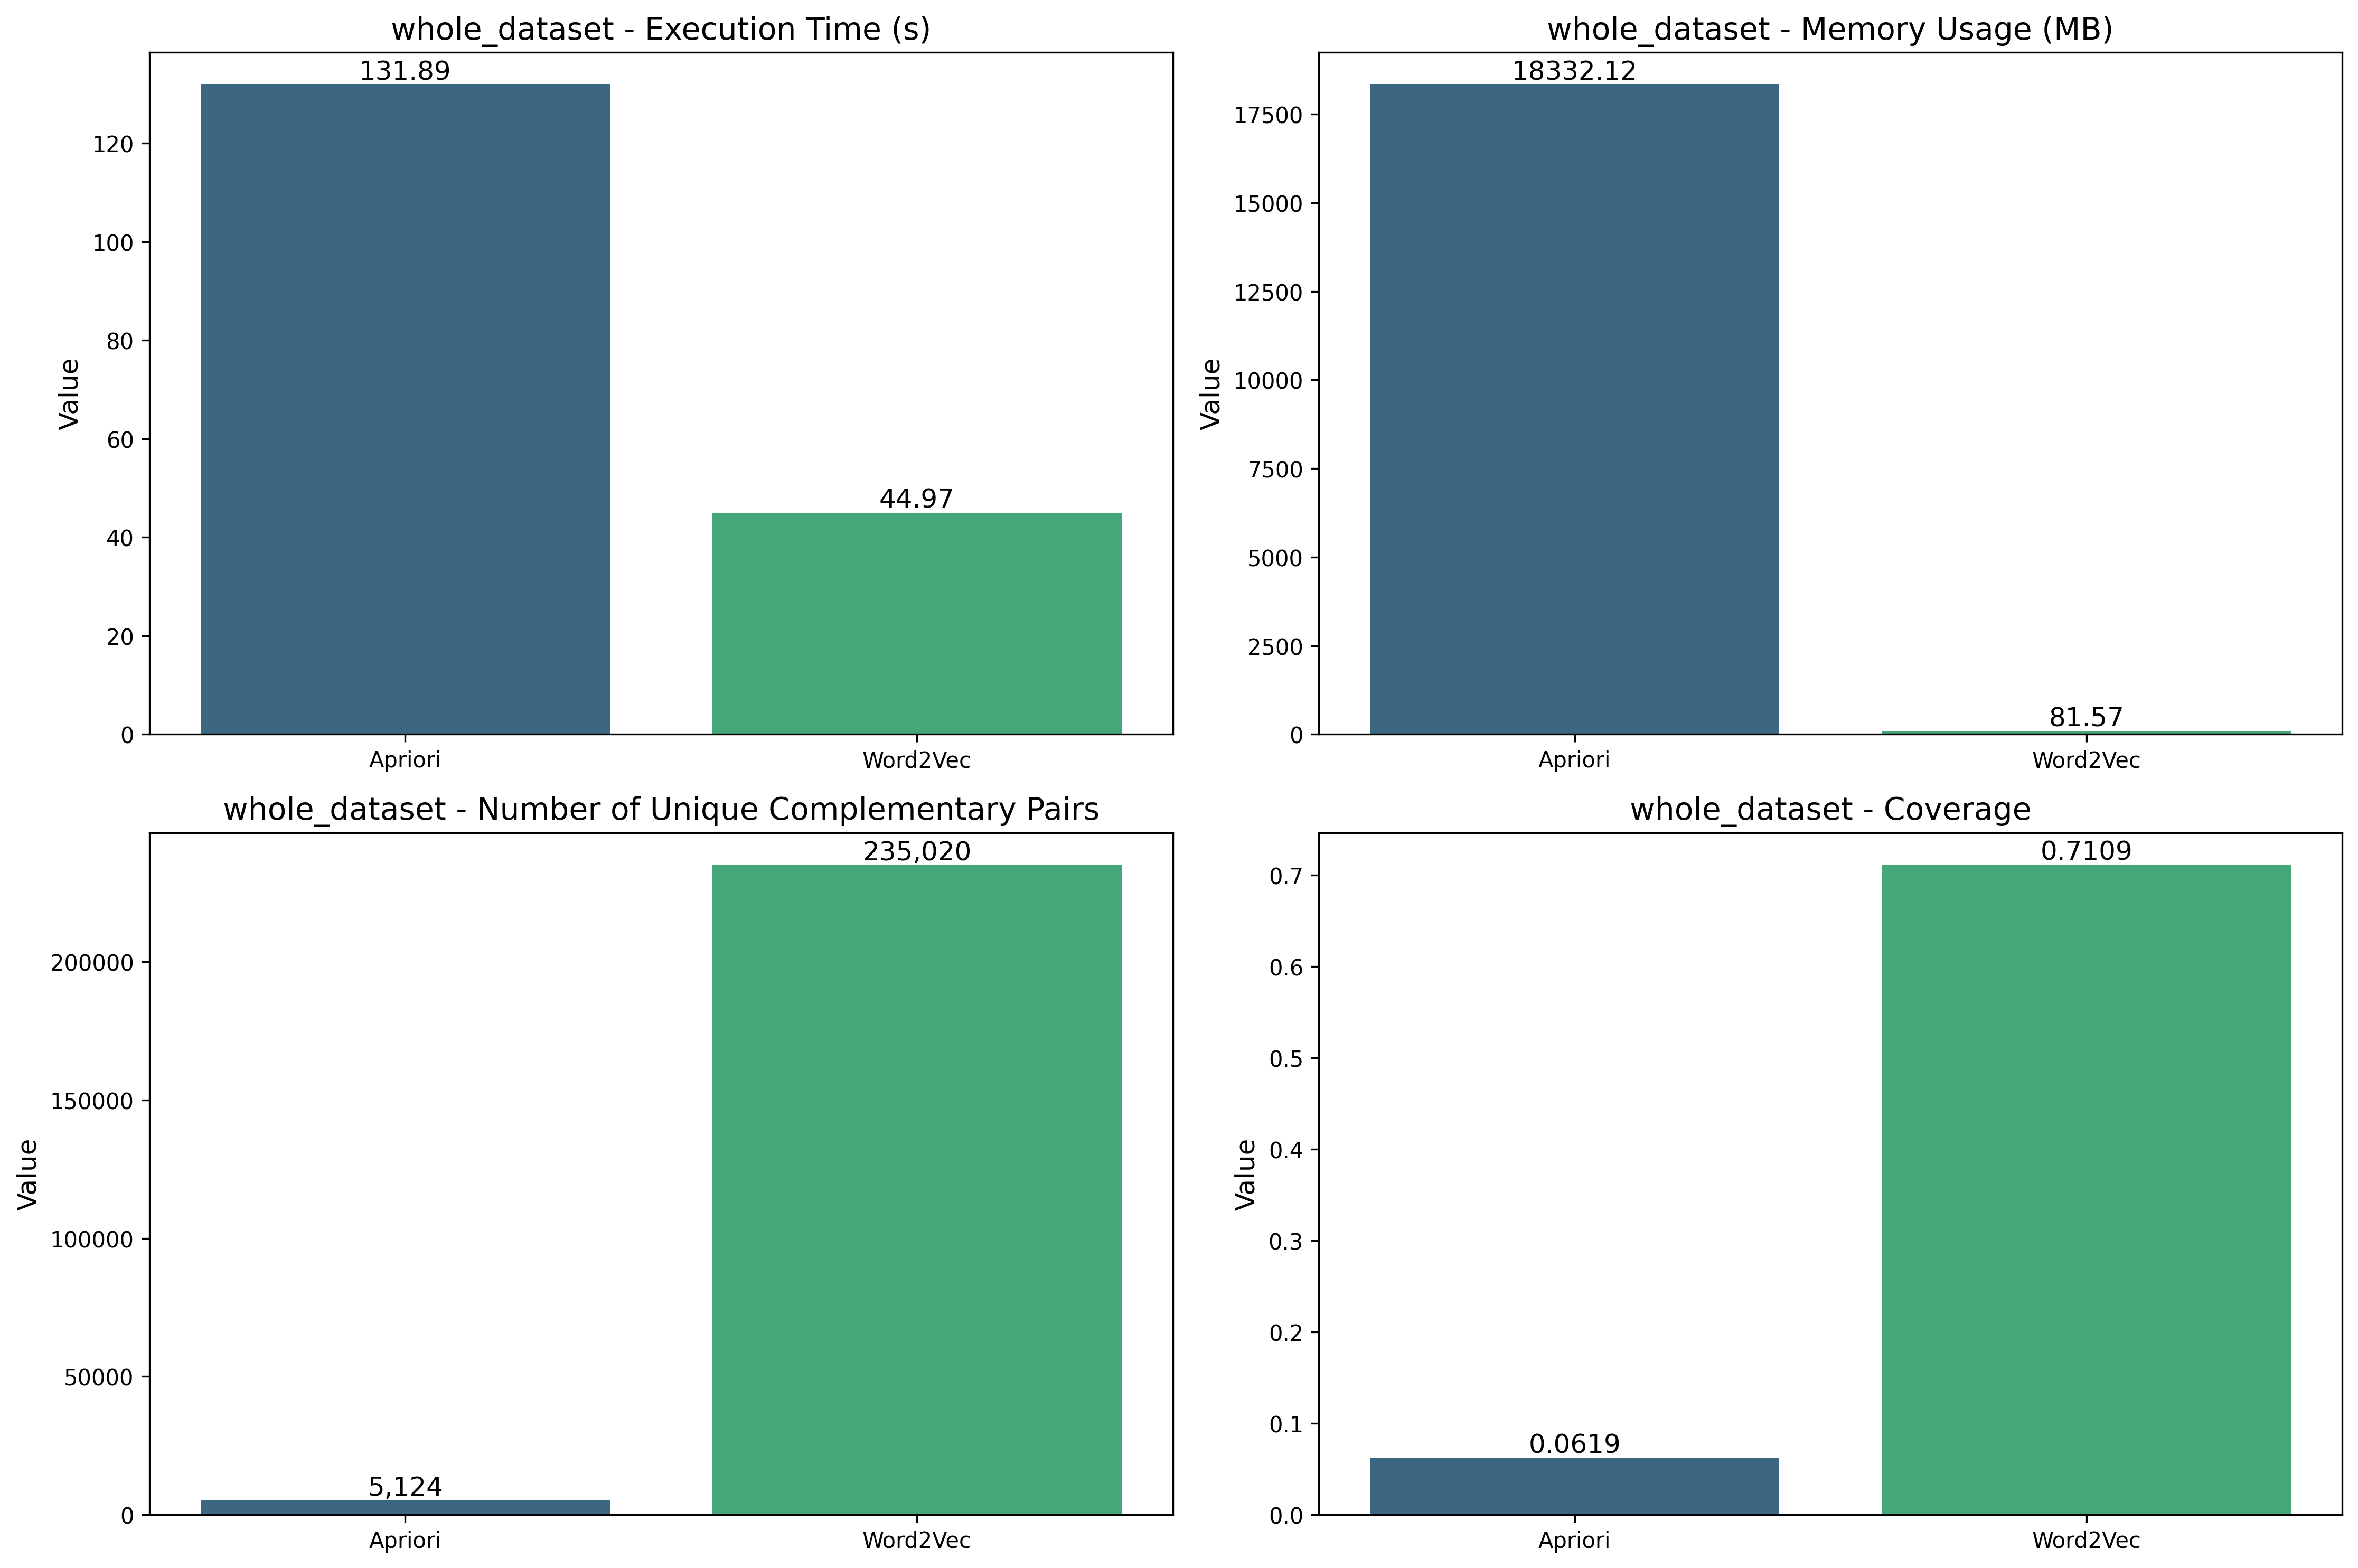 whole_dataset - Execution Time (s)
131.89
44.97
120
100
80
60
40
20
0
Value
Apriori
Word2Vec
whole_dataset - Memory Usage (MB)
18332.12
81.57
17500
15000
12500
10000
7500
5000
2500
0
Value
Apriori
Word2Vec
whole_dataset - Number of Unique Complementary Pairs
235,020
5,124
200000
150000
100000
50000
0
Value
Apriori
Word2Vec
whole_dataset - Coverage
0.7109
0.0619
0.7
0.6
0.5
0.4
0.3
0.2
0.1
0.0
Value
Apriori
Word2Vec